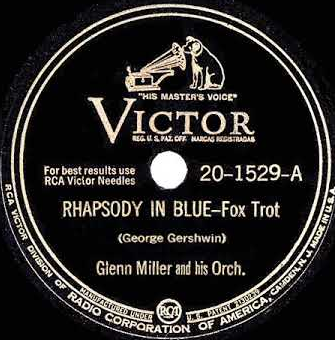 "HIS MASTER'S VOICE"
VICTOR
REG. U. S. PAT. OFF. MARCAS REGISTRADAS
For best results use
RCA Victor Needles
20-1529-A
RHAPSODY IN BLUE—Fox Trot
(George Gershwin)
Glenn Miller and his Orch.
MANUFACTURED UNDER RCA U. S. PATENT 2130239
RCA VICTOR DIVISION OF RADIO CORPORATION OF AMERICA, CAMDEN, N. J. MADE IN U.S.A.